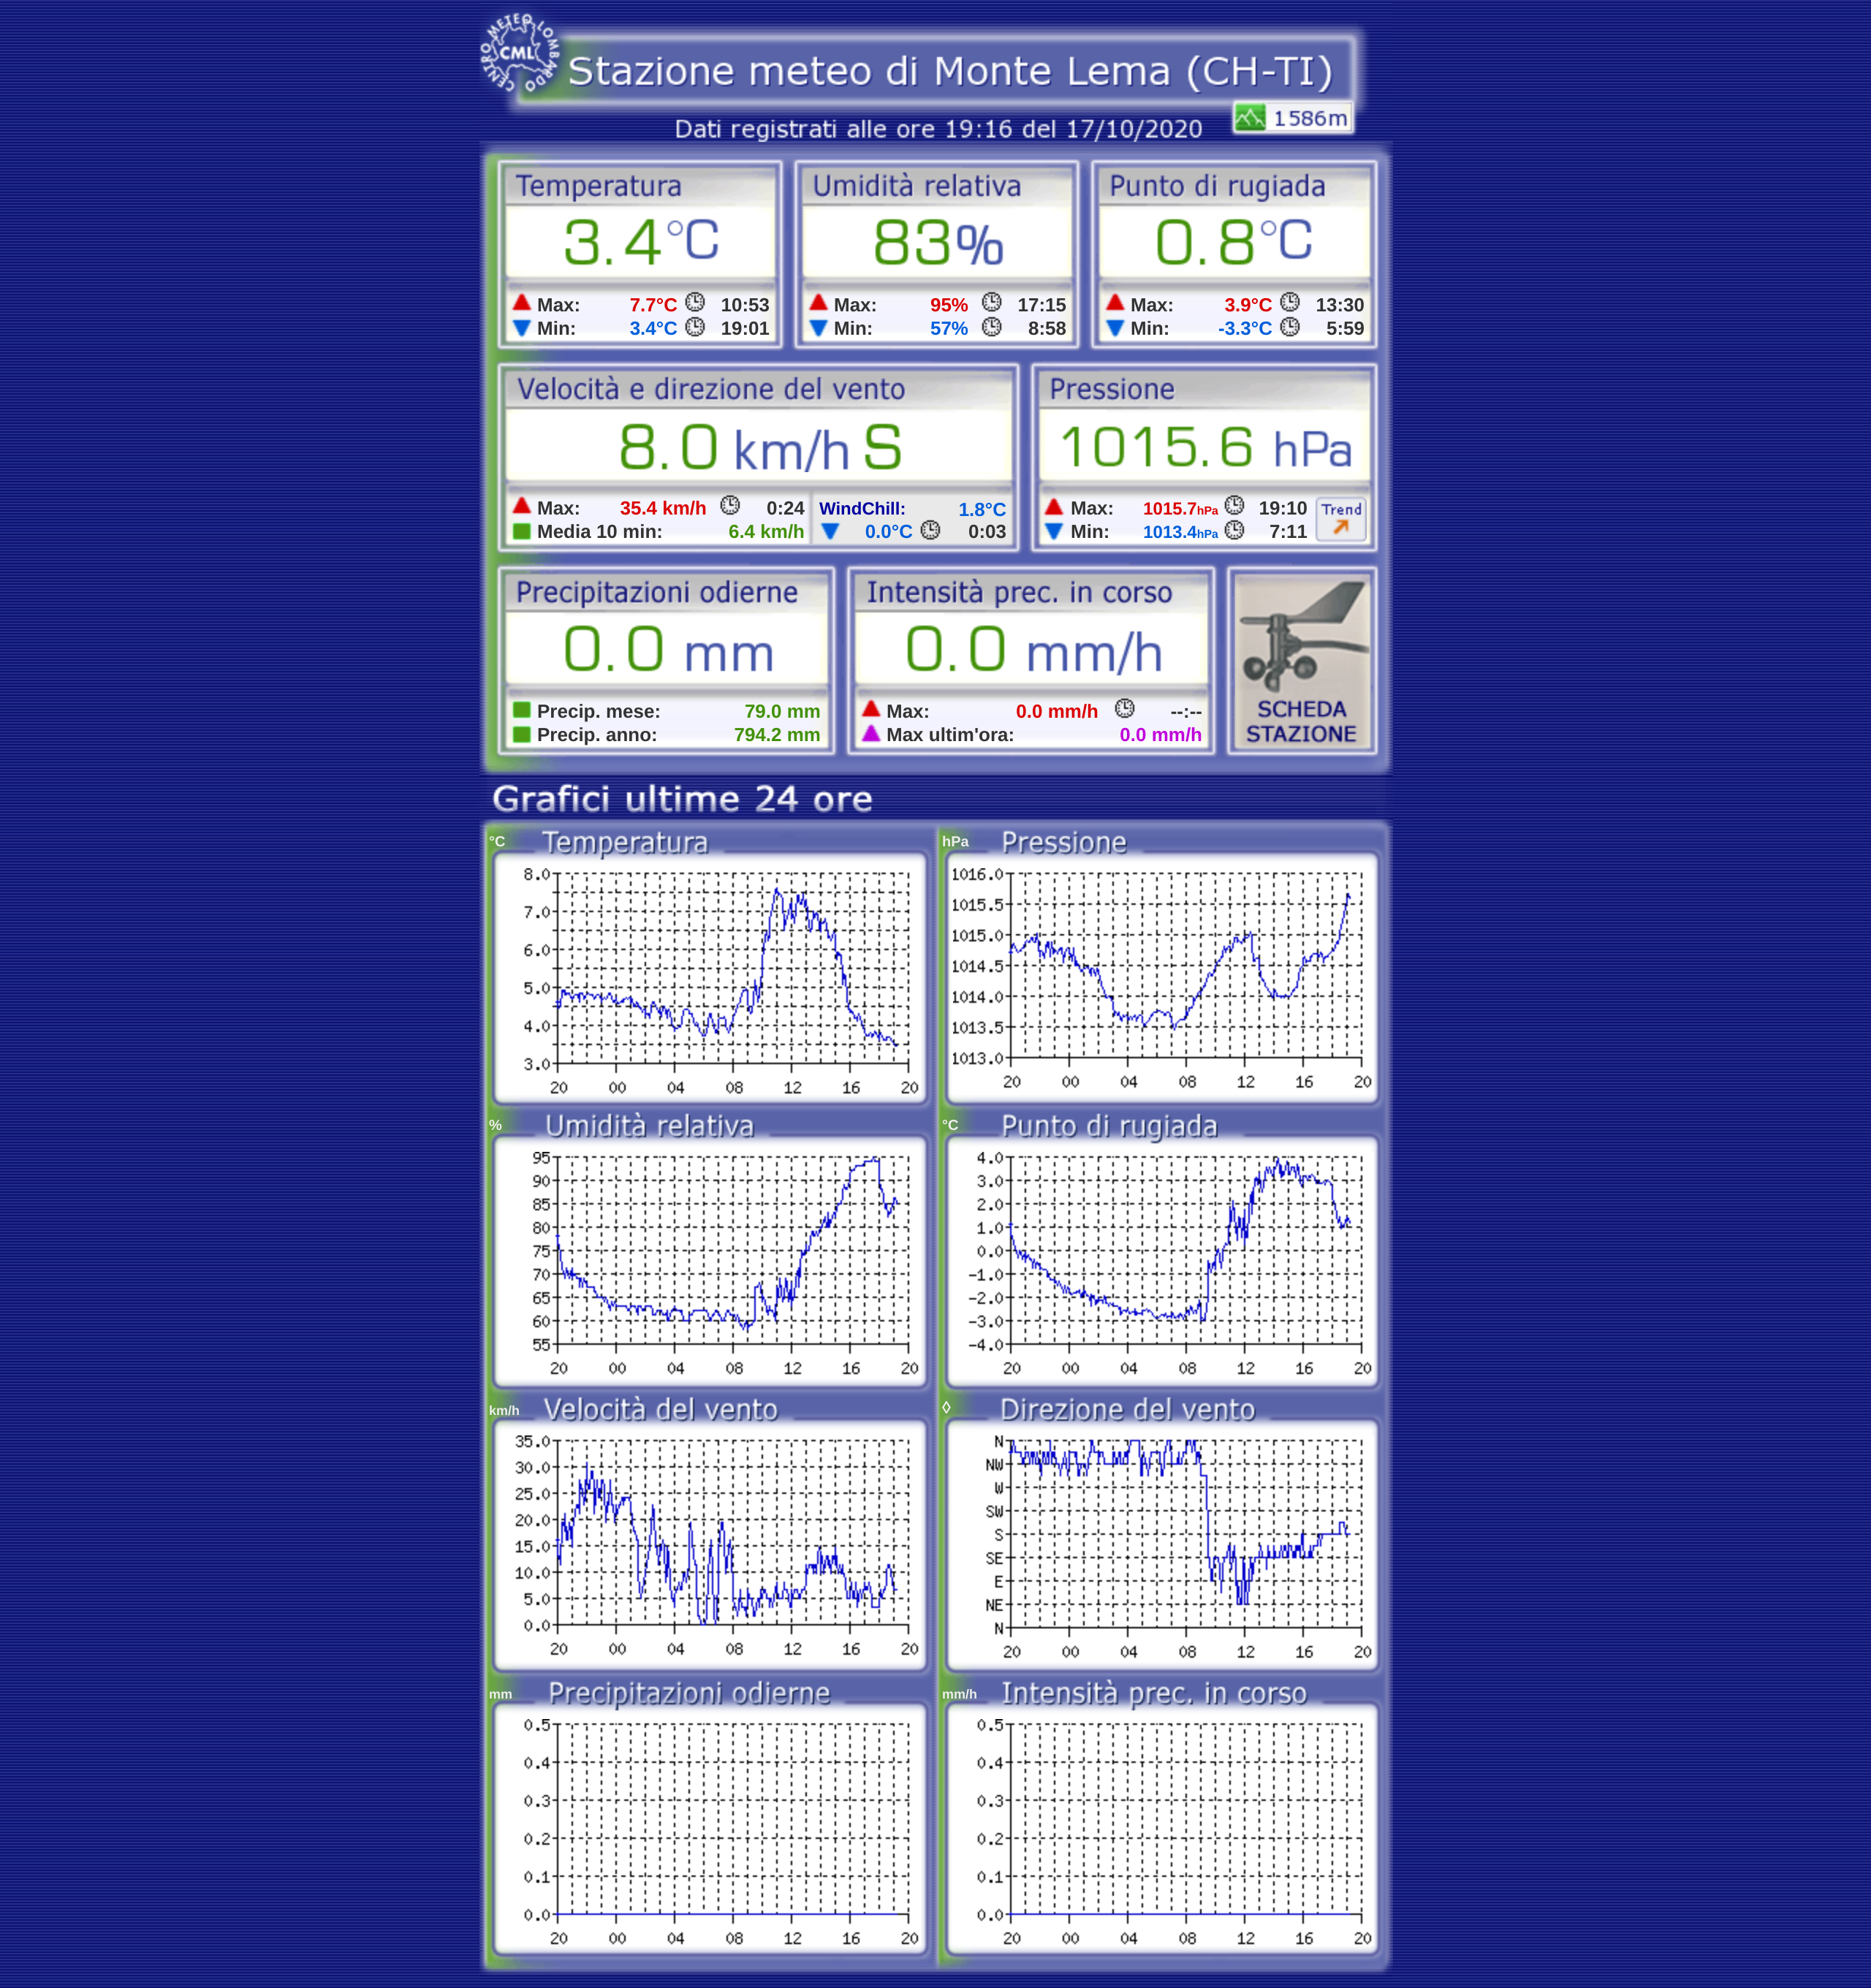 CENTRO METEO LOMBARDO
CML
Stazione meteo di Monte Lema (CH-TI)
1586m
Dati registrati alle ore 19:16 del 17/10/2020
Temperatura
3.4°C
Max: 7.7°C 10:53
Min: 3.4°C 19:01
Umidità relativa
83%
Max: 95% 17:15
Min: 57% 8:58
Punto di rugiada
0.8°C
Max: 3.9°C 13:30
Min: -3.3°C 5:59
Velocità e direzione del vento
8.0 km/h S
Max: 35.4 km/h 0:24
Media 10 min: 6.4 km/h
WindChill: 1.8°C
0.0°C 0:03
Pressione
1015.6 hPa
Max: 1015.7hPa 19:10
Min: 1013.4hPa 7:11
Trend
Precipitazioni odierne
0.0 mm
Precip. mese: 79.0 mm
Precip. anno: 794.2 mm
Intensità prec. in corso
0.0 mm/h
Max: 0.0 mm/h --:--
Max ultim'ora: 0.0 mm/h
SCHEDA
STAZIONE
Grafici ultime 24 ore
°C Temperatura
8.0
7.0
6.0
5.0
4.0
3.0
20 00 04 08 12 16 20
hPa Pressione
1016.0
1015.5
1015.0
1014.5
1014.0
1013.5
1013.0
20 00 04 08 12 16 20
% Umidità relativa
95
90
85
80
75
70
65
60
55
20 00 04 08 12 16 20
°C Punto di rugiada
4.0
3.0
2.0
1.0
0.0
-1.0
-2.0
-3.0
-4.0
20 00 04 08 12 16 20
km/h Velocità del vento
35.0
30.0
25.0
20.0
15.0
10.0
5.0
0.0
20 00 04 08 12 16 20
◊ Direzione del vento
N
NW
W
SW
S
SE
E
NE
N
20 00 04 08 12 16 20
mm Precipitazioni odierne
0.5
0.4
0.3
0.2
0.1
0.0
20 00 04 08 12 16 20
mm/h Intensità prec. in corso
0.5
0.4
0.3
0.2
0.1
0.0
20 00 04 08 12 16 20